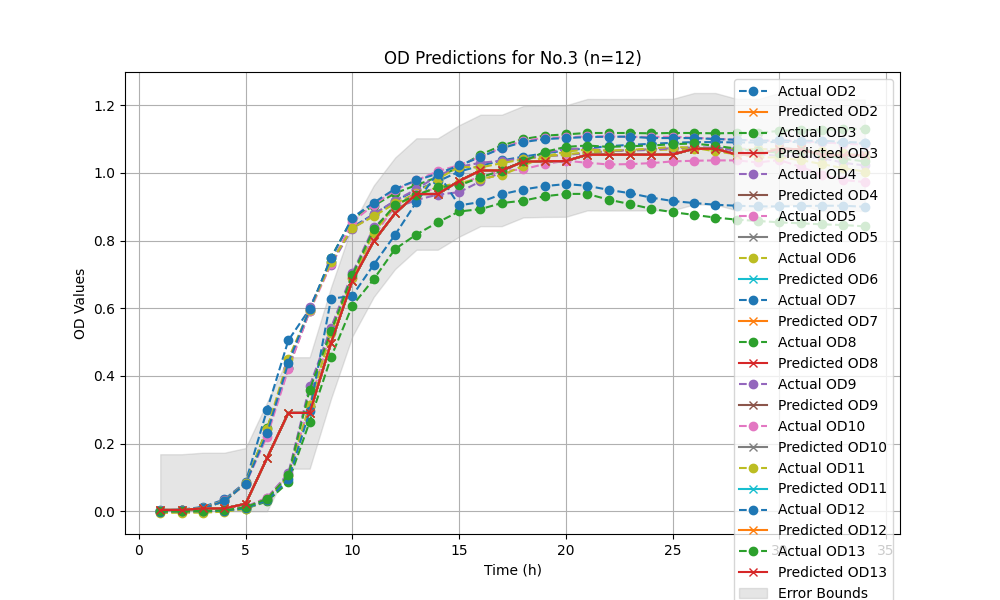 OD Predictions for No.3 (n=12)
OD Values
1.2
1.0
0.8
0.6
0.4
0.2
0.0
0
5
10
15
20
25
30
35
Time (h)
Actual OD2
Predicted OD2
Actual OD3
Predicted OD3
Actual OD4
Predicted OD4
Actual OD5
Predicted OD5
Actual OD6
Predicted OD6
Actual OD7
Predicted OD7
Actual OD8
Predicted OD8
Actual OD9
Predicted OD9
Actual OD10
Predicted OD10
Actual OD11
Predicted OD11
Actual OD12
Predicted OD12
Actual OD13
Predicted OD13
Error Bounds